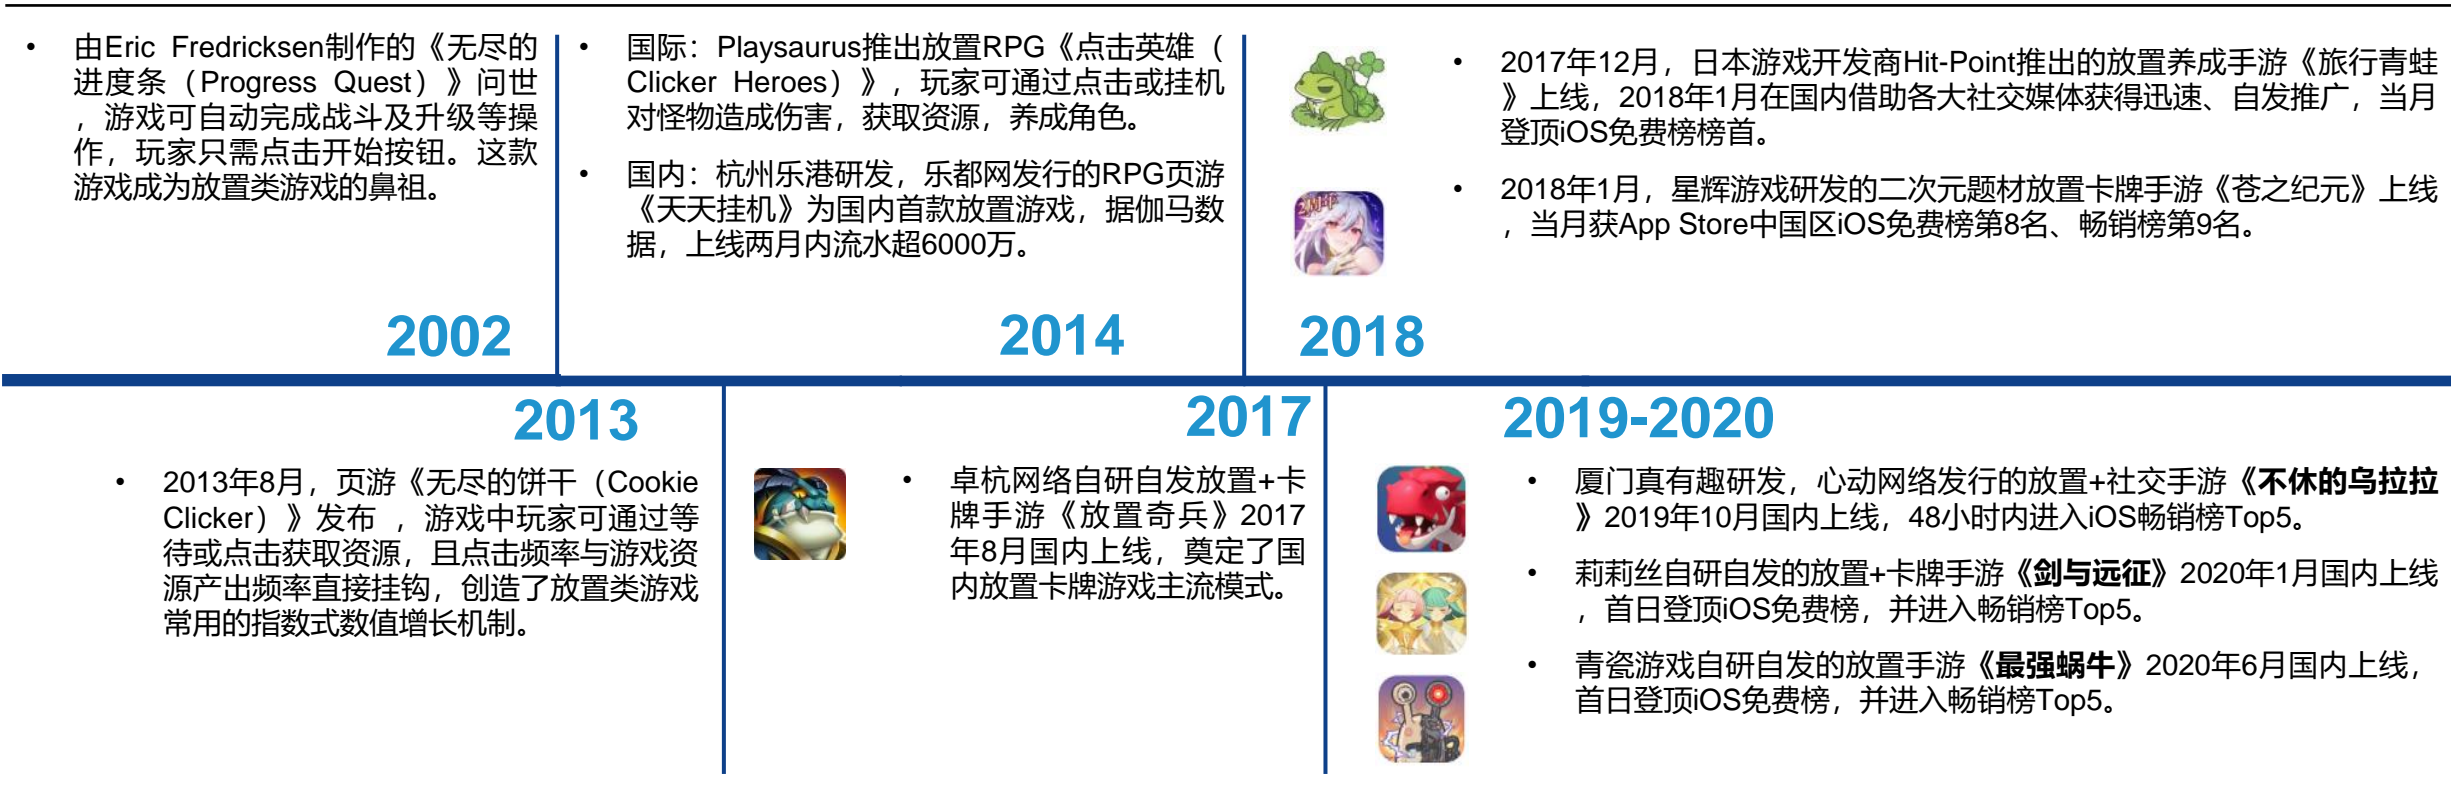 • 由Eric Fredricksen制作的《无尽的
进度条（Progress Quest）》问世
，游戏可自动完成战斗及升级等操
作，玩家只需点击开始按钮。这款
游戏成为放置类游戏的鼻祖。
2002
• 国际：Playsaurus推出放置RPG《点击英雄（
Clicker Heroes）》，玩家可通过点击或挂机
对怪物造成伤害，获取资源，养成角色。
• 国内：杭州乐港研发，乐都网发行的RPG页游
《天天挂机》为国内首款放置游戏，据伽马数
据，上线两月内流水超6000万。
2014
• 2017年12月，日本游戏开发商Hit-Point推出的放置养成手游《旅行青蛙
》上线，2018年1月在国内借助各大社交媒体获得迅速、自发推广，当月
登顶iOS免费榜榜首。
• 2018年1月，星辉游戏研发的二次元题材放置卡牌手游《苍之纪元》上线
，当月获App Store中国区iOS免费榜第8名、畅销榜第9名。
2018
2013
• 2013年8月，页游《无尽的饼干（Cookie
Clicker）》发布 ，游戏中玩家可通过等
待或点击获取资源，且点击频率与游戏资
源产出频率直接挂钩，创造了放置类游戏
常用的指数式数值增长机制。
2017
• 卓杭网络自研自发放置+卡
牌手游《放置奇兵》2017
年8月国内上线，奠定了国
内放置卡牌游戏主流模式。
2019-2020
• 厦门真有趣研发，心动网络发行的放置+社交手游《不休的乌拉拉
》2019年10月国内上线，48小时内进入iOS畅销榜Top5。
• 莉莉丝自研自发的放置+卡牌手游《剑与远征》2020年1月国内上线
，首日登顶iOS免费榜，并进入畅销榜Top5。
• 青瓷游戏自研自发的放置手游《最强蜗牛》2020年6月国内上线，
首日登顶iOS免费榜，并进入畅销榜Top5。